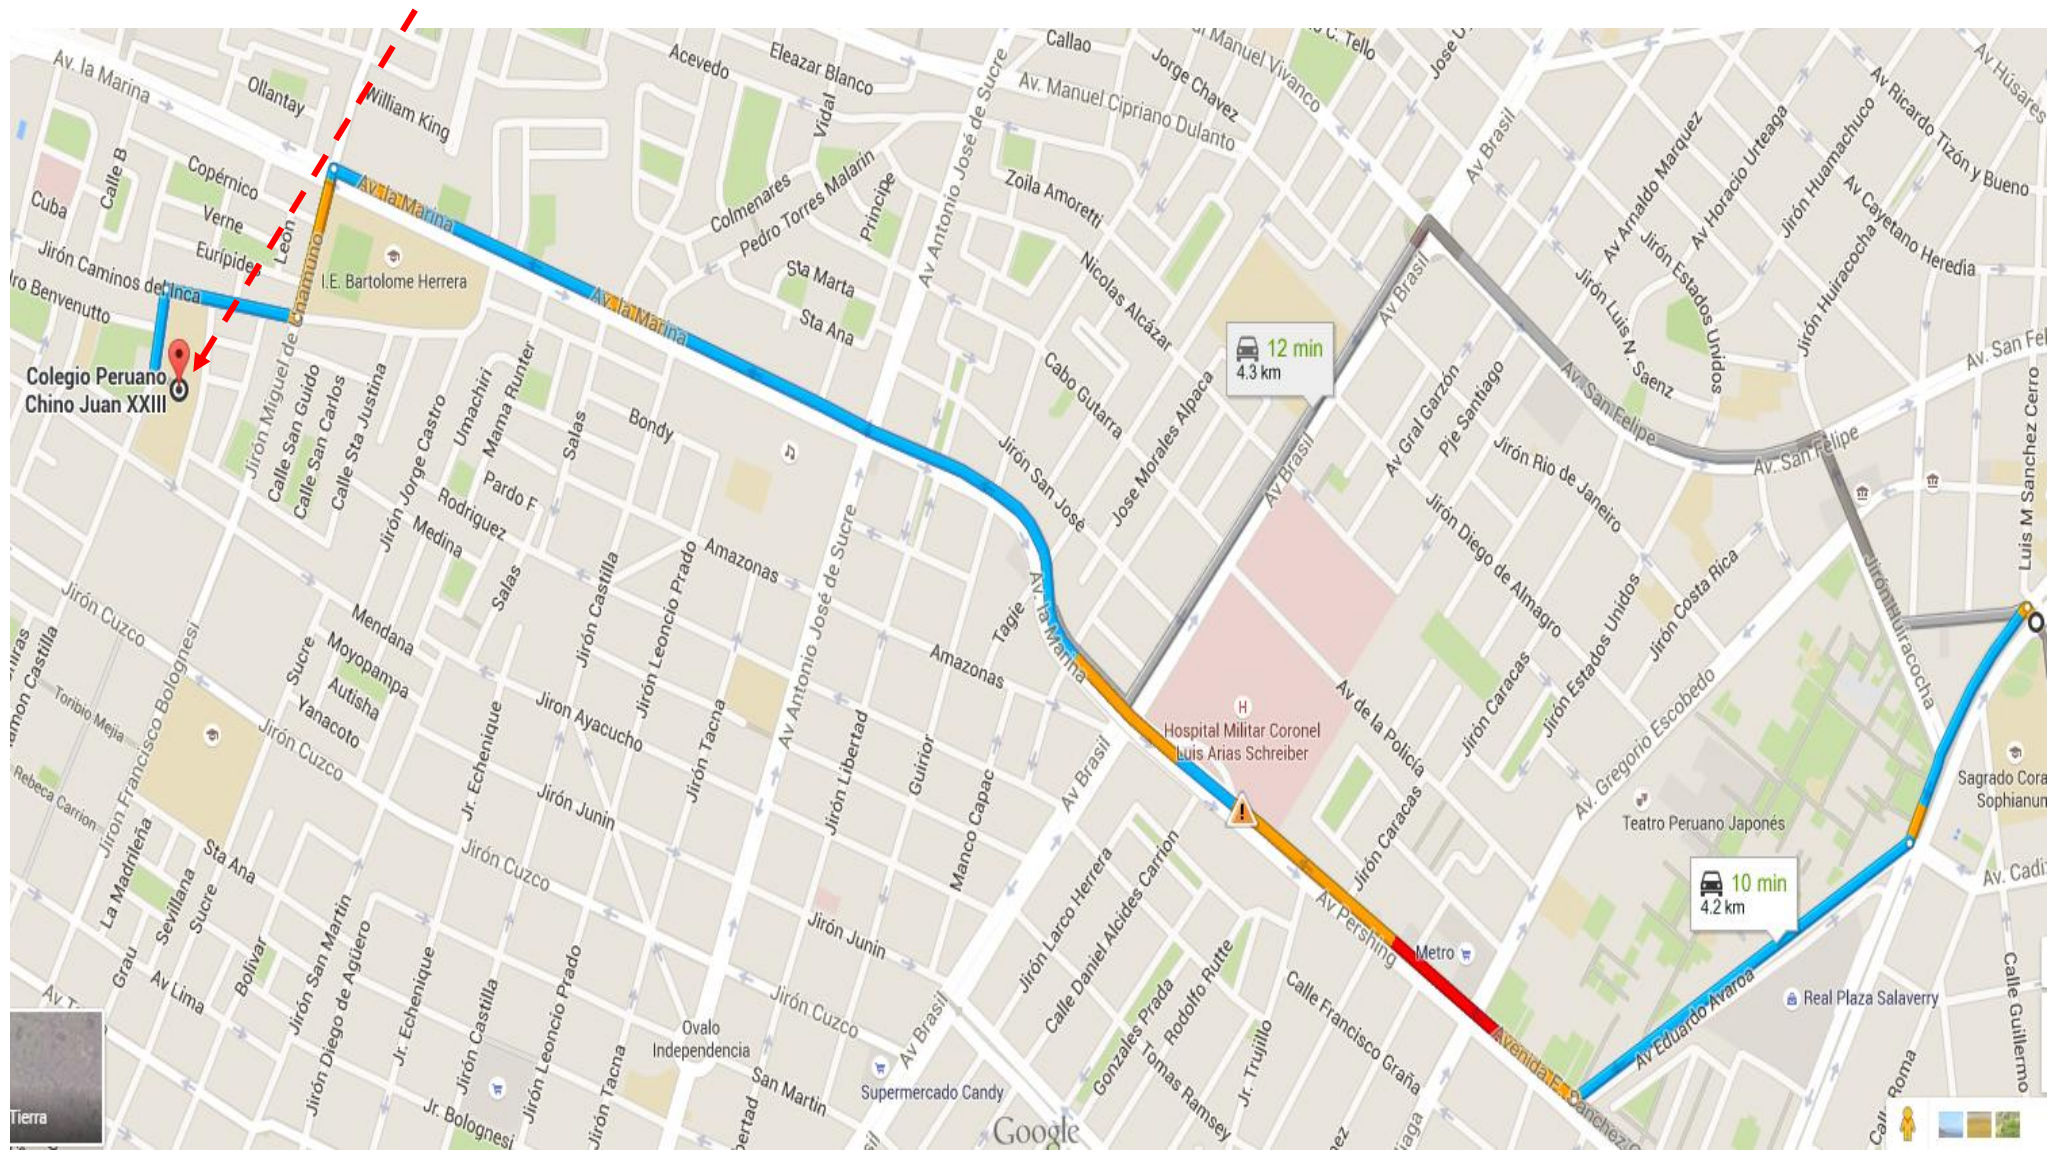 Av. la Marina
Ollantay
William King
Acevedo
Eleazar Blanco
Vidal
Callao
Jorge Chavez
Av. Manuel Cipriano Dulanto
Manuel Vivanco
C. Tello
Av Brasil
Av Húsares
Av Ricardo Tizón y Bueno
Av Arnaldo Marquez
Av Horacio Urteaga
Jirón Huamachuco
Av Cayetano Heredia
Calle B
Copérnico
Cuba
Verne
Eurípides
León
Jirón Caminos del Inca
Benvenutto
I.E. Bartolome Herrera
Av. la Marina
Colmenares
Pedro Torres Malarin
Principe
Av Antonio José de Sucre
Zoila Amoretti
Nicolas Alcázar
Sta Marta
Sta Ana
Av. la Marina
Cabo Gutarra
Jose Morales Alpaca
12 min
4.3 km
Av Brasil
Av Gral Garzón
Pje Santiago
Av. San Felipe
Jirón Luis N. Saenz
Jirón Estados Unidos
Jirón Huiracocha
Av. San Fel
Av. San Felipe
Luis M. Sanchez Cerro
Colegio Peruano
Chino Juan XXIII
Jirón Miguel de Unamuno
Calle San Guido
Calle San Carlos
Calle Sta Justina
Jirón Jorge Castro
Umachiri
Mama Runter
Salas
Bondy
Pardo F
Rodriguez
Medina
Salas
Jirón San José
Av Brasil
Jirón Rio de Janeiro
Jirón Diego de Almagro
Jirón Costa Rica
Jirón Estados Unidos
Jirón Caracas
Jirón Huiracocha
Av. Gregorio Escobedo
Amazonas
Jirón Castilla
Jirón Leoncio Prado
Av Antonio José de Sucre
Tagle
Av. la Marina
Amazonas
Jirón Cuzco
Ramon Castilla
Toribio Mejia
Rebeca Carrion
Jiron Francisco Bolognesi
Sucre
Mendana
Moyopampa
Autisha
Yanacoto
Jirón Cuzco
Jr. Echenique
Jiron Ayacucho
Jirón Tacna
Jirón Junin
Jirón Libertad
Guirior
Manco Capac
Av Brasil
Hospital Militar Coronel
Luis Arias Schreiber
Av de la Policía
Jirón Caracas
Teatro Peruano Japonés
Sagrado Cora
Sophianum
10 min
4.2 km
Av. Cadiz
Av Pershing
Metro
Av Eduardo Avaroa
Real Plaza Salaverry
Calle Guillermo
La Madrileña
Sevillana
Sucre
Sta Ana
Grau
Av Lima
Bolivar
Jirón San Martin
Jirón Diego de Agüero
Jr. Echenique
Jirón Cuzco
Jirón Castilla
Jirón Leoncio Prado
Jirón Tacna
Jirón Junin
Jirón Cuzco
Ovalo
Independencia
San Martin
Jr. Bolognesi
Av Brasil
Supermercado Candy
Jirón Larco Herrera
Calle Daniel Alcides Carrion
Gonzales Prada
Rodolfo Rutte
Tomas Ramsey
Jr. Trujillo
Calle Francisco Graña
Avenida F. Sanchez
Roma
Tierra
Google